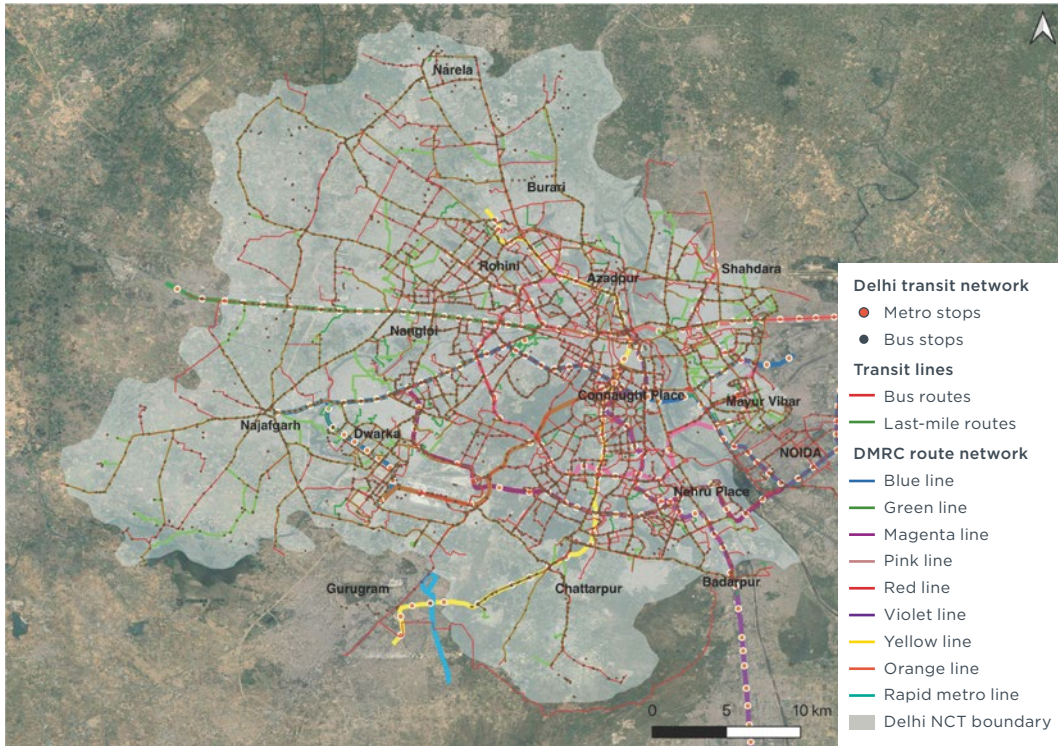 Narela
Burari
Rohini
Azadpur
Shahdara
Nangloi
Connaught Place
Mayur Vihar
Najafgarh
Dwarka
NOIDA
Nehru Place
Gurugram
Chattarpur
Badarpur
0 5 10 km
Delhi transit network
Metro stops
Bus stops
Transit lines
Bus routes
Last-mile routes
DMRC route network
Blue line
Green line
Magenta line
Pink line
Red line
Violet line
Yellow line
Orange line
Rapid metro line
Delhi NCT boundary